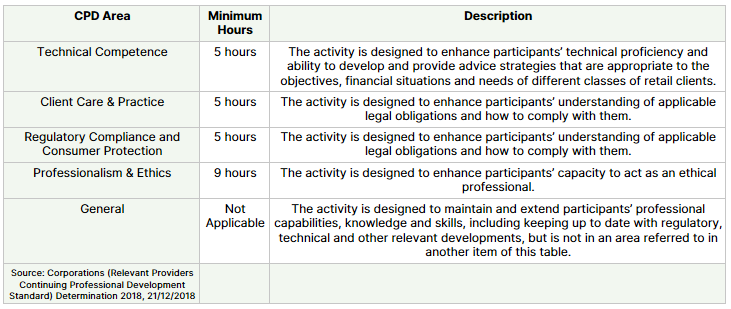 CPD Area Minimum Hours Description
Technical Competence 5 hours The activity is designed to enhance participants’ technical proficiency and
ability to develop and provide advice strategies that are appropriate to the
objectives, financial situations and needs of different classes of retail clients.
Client Care & Practice 5 hours The activity is designed to enhance participants’ understanding of applicable
legal obligations and how to comply with them.
Regulatory Compliance and
Consumer Protection
5 hours The activity is designed to enhance participants’ understanding of applicable
legal obligations and how to comply with them.
Professionalism & Ethics 9 hours The activity is designed to enhance participants’ capacity to act as an ethical
professional.
General
Not
Applicable
The activity is designed to maintain and extend participants’ professional
capabilities, knowledge and skills, including keeping up to date with regulatory,
technical and other relevant developments, but is not in an area referred to in
another item of this table.
Source: Corporations (Relevant Providers
Continuing Professional Development
Standard) Determination 2018, 21/12/2018